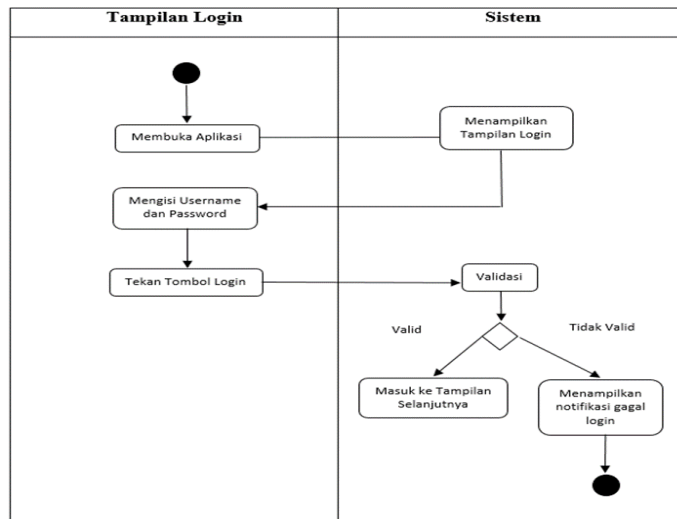 Tampilan Login
Sistem
Membuka Aplikasi
Menampilkan
Tampilan Login
Mengisi Username
dan Password
Tekan Tombol Login
Validasi
Valid
Tidak Valid
Masuk ke Tampilan
Selanjutnya
Menampilkan
notifikasi gagal
login